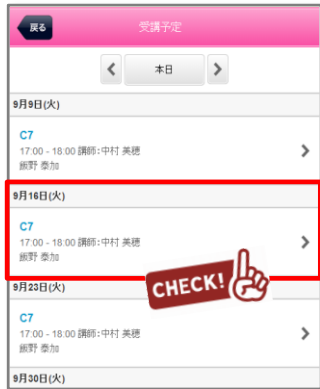 戻る
受講予定
本日
9月9日(火)
C7
17:00 - 18:00 講師:中村 美穂
飯野 泰加
9月16日(火)
C7
17:00 - 18:00 講師:中村 美穂
飯野 泰加
CHECK!
9月23日(火)
C7
17:00 - 18:00 講師:中村 美穂
飯野 泰加
9月30日(火)